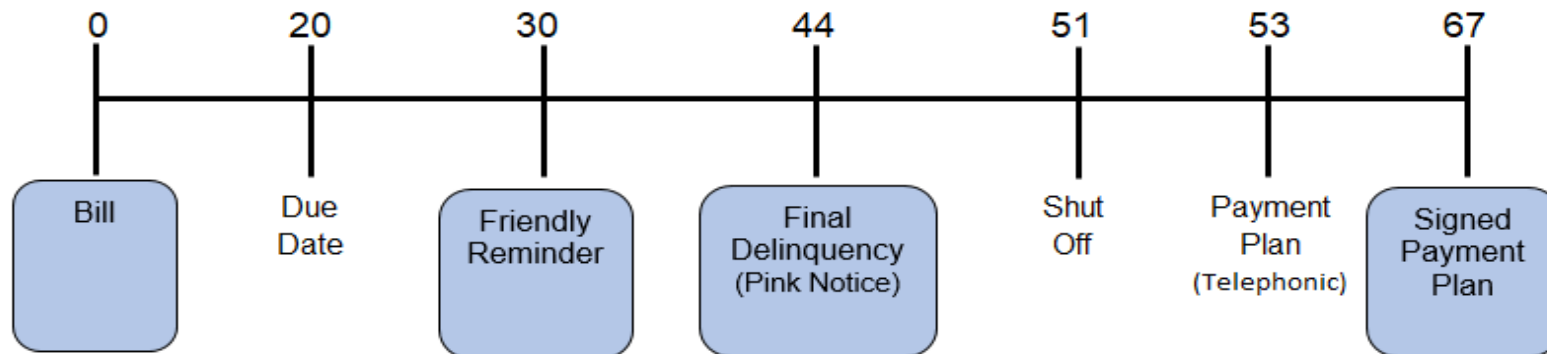 0 20 30 44 51 53 67
Bill
Due
Date
Friendly
Reminder
Final
Delinquency
(Pink Notice)
Shut
Off
Payment
Plan
(Telephonic)
Signed
Payment
Plan